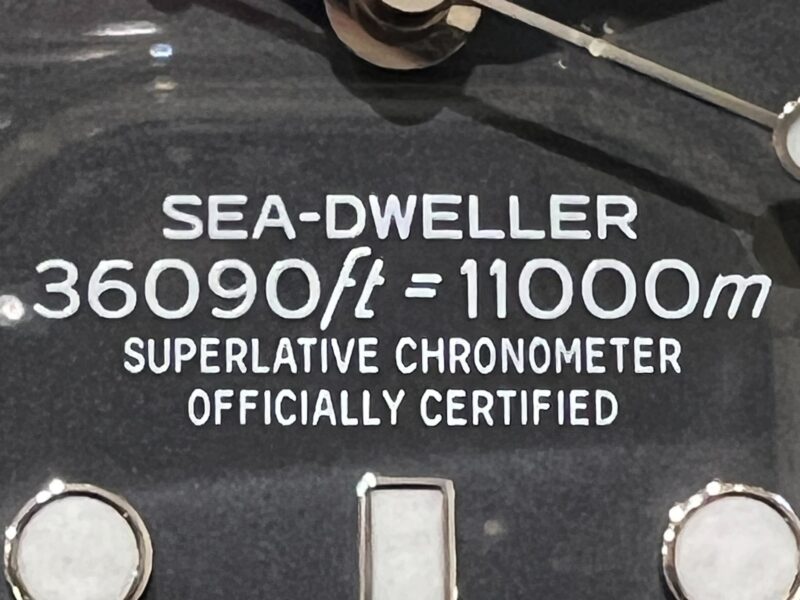 SEA-DWELLER
36090ft = 11000m
SUPERLATIVE CHRONOMETER
OFFICIALLY CERTIFIED